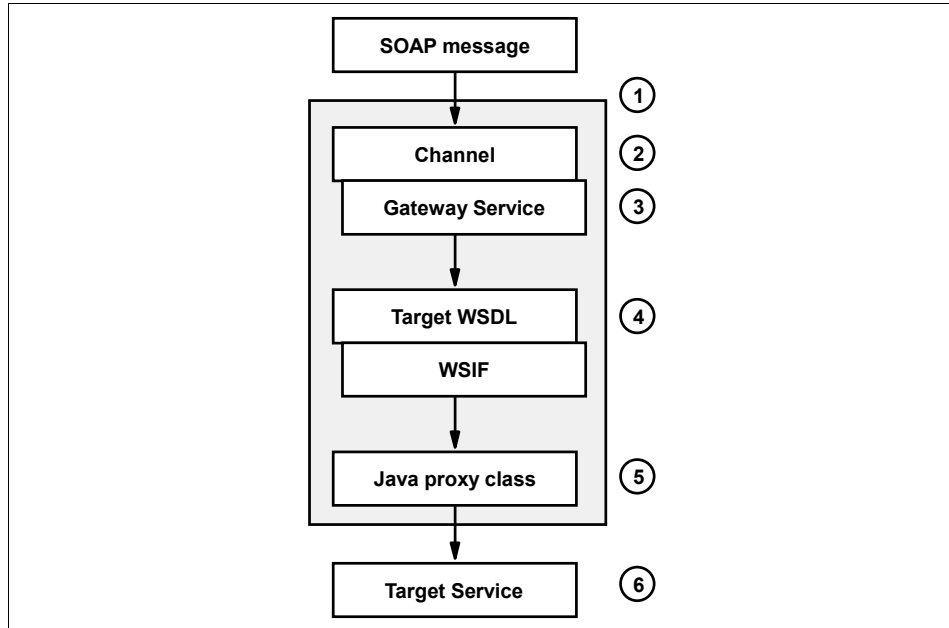 SOAP message
1
Channel
2
Gateway Service
3
Target WSDL
4
WSIF
Java proxy class
5
Target Service
6